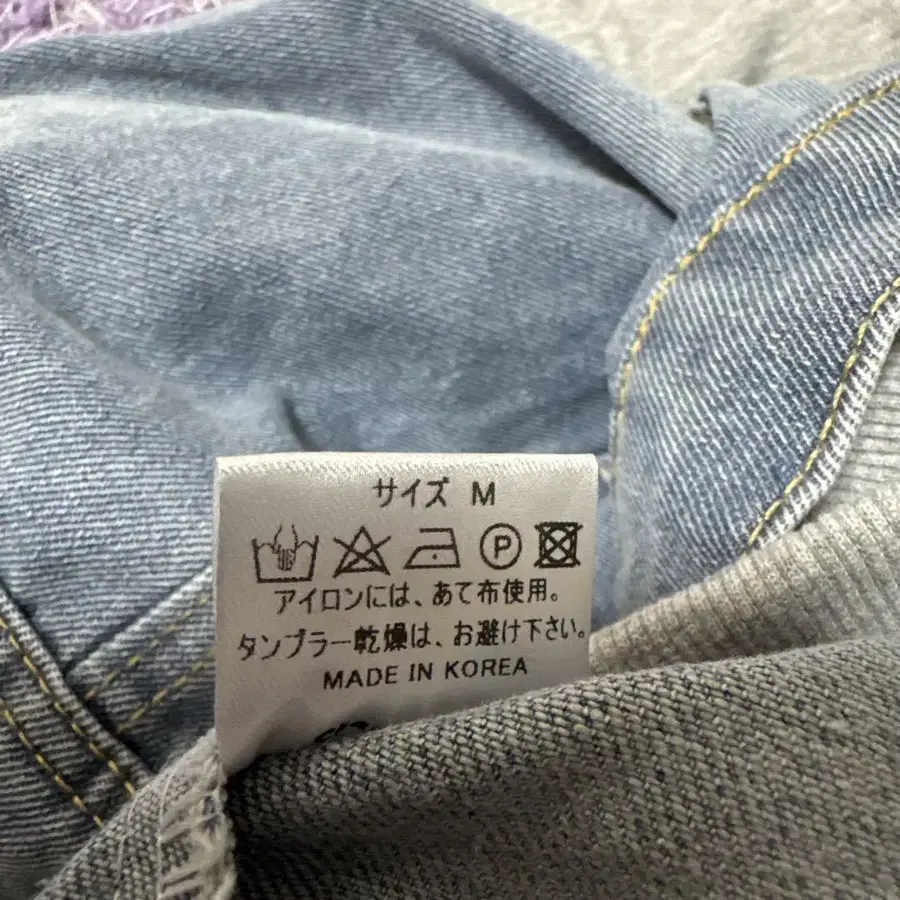 サイズ M
P
アイロンには、あて布使用。
タンブラー乾燥は、お避け下さい。
MADE IN KOREA